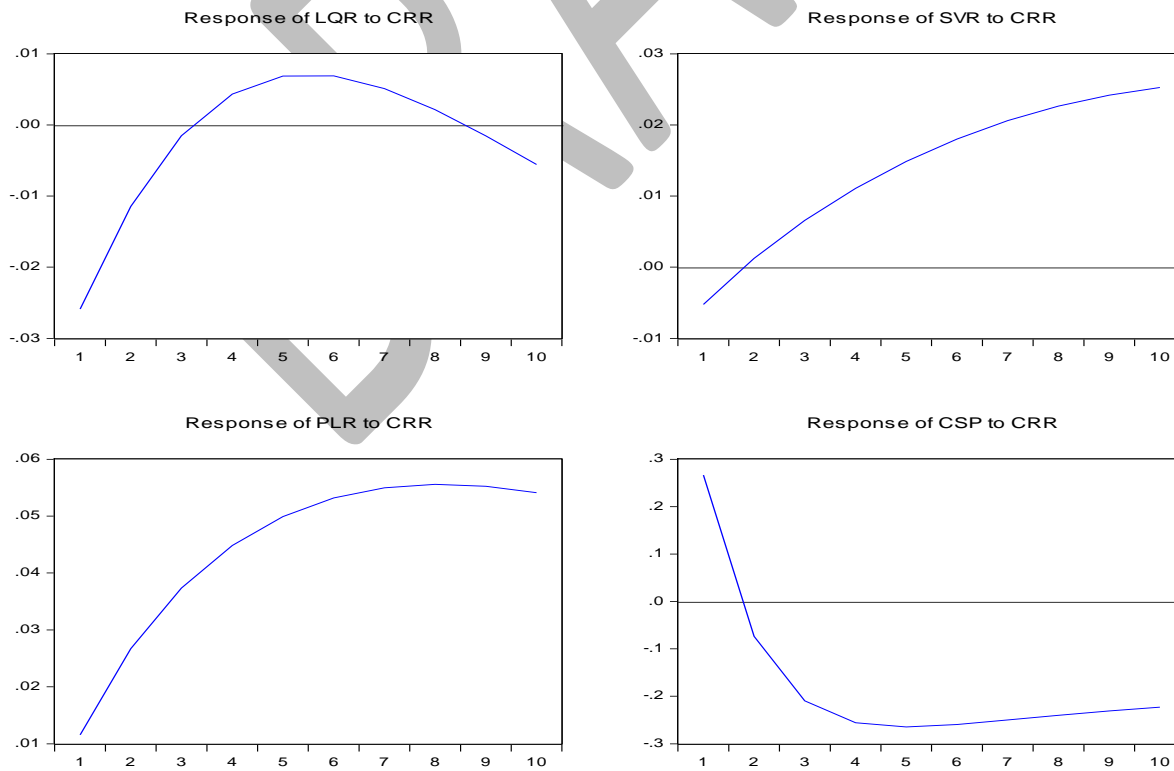 Response of LQR to CRR
.01
.00
-.01
-.02
-.03
1 2 3 4 5 6 7 8 9 10
Response of SVR to CRR
.03
.02
.01
.00
-.01
1 2 3 4 5 6 7 8 9 10
Response of PLR to CRR
.06
.05
.04
.03
.02
.01
1 2 3 4 5 6 7 8 9 10
Response of CSP to CRR
.3
.2
.1
.0
-.1
-.2
-.3
1 2 3 4 5 6 7 8 9 10